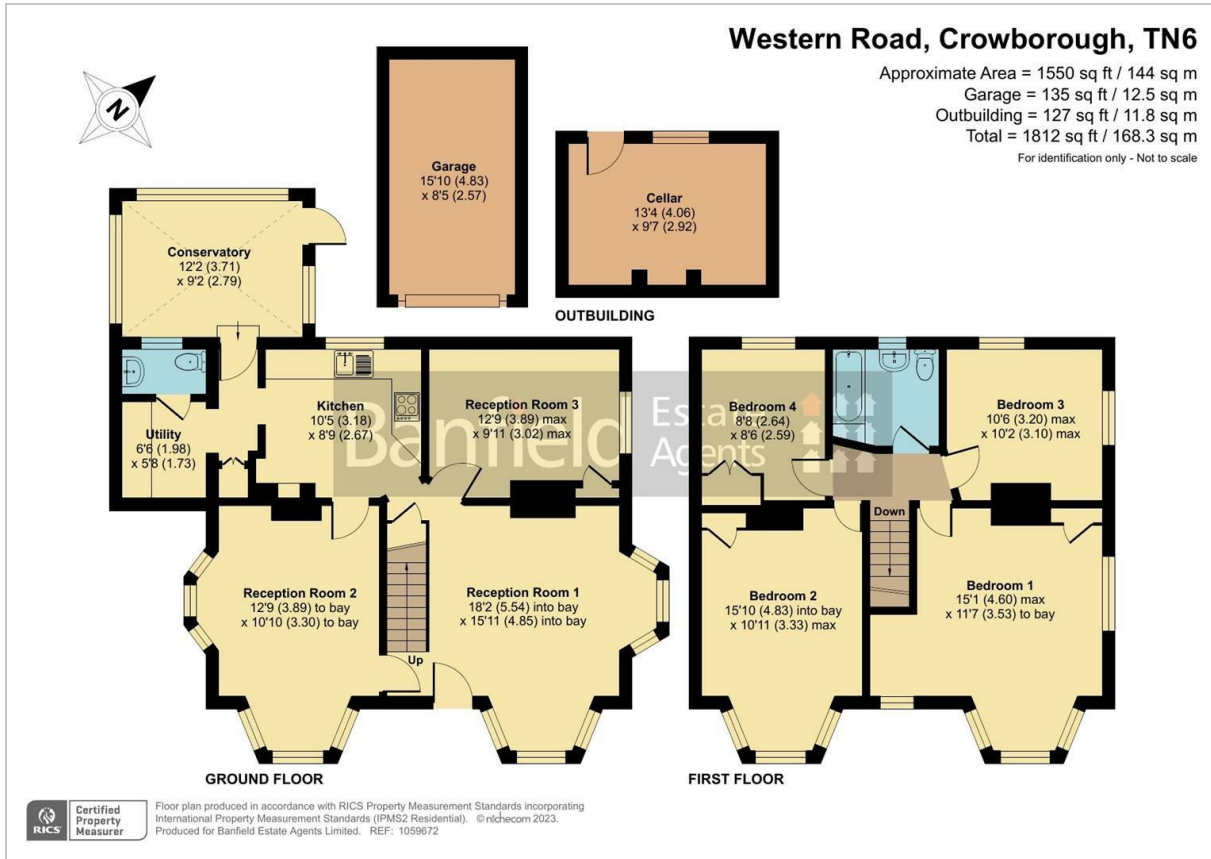 Western Road, Crowborough, TN6
Approximate Area = 1550 sq ft / 144 sq m
Garage = 135 sq ft / 12.5 sq m
Outbuilding = 127 sq ft / 11.8 sq m
Total = 1812 sq ft / 168.3 sq m
For identification only - Not to scale
N
Garage
15'10 (4.83)
x 8'5 (2.57)
Cellar
13'4 (4.06)
x 9'7 (2.92)
OUTBUILDING
Conservatory
12'2 (3.71)
x 9'2 (2.79)
Kitchen
10'5 (3.18)
x 8'9 (2.67)
Reception Room 3
12'9 (3.89) max
x 9'11 (3.02) max
Utility
6'6 (1.98)
x 5'8 (1.73)
Reception Room 2
12'9 (3.89) to bay
x 10'10 (3.30) to bay
Reception Room 1
18'2 (5.54) into bay
x 15'11 (4.85) into bay
Up
GROUND FLOOR
Bedroom 4
8'8 (2.64)
x 8'6 (2.59)
Bedroom 3
10'6 (3.20) max
x 10'2 (3.10) max
Down
Bedroom 2
15'10 (4.83) into bay
x 10'11 (3.33) max
Bedroom 1
15'1 (4.60) max
x 11'7 (3.53) to bay
FIRST FLOOR
Banfield
Estate
Agents
RICS
Certified
Property
Measurer
Floor plan produced in accordance with RICS Property Measurement Standards incorporating
International Property Measurement Standards (IPMS2 Residential). © nichecom 2023.
Produced for Banfield Estate Agents Limited. REF: 1059672